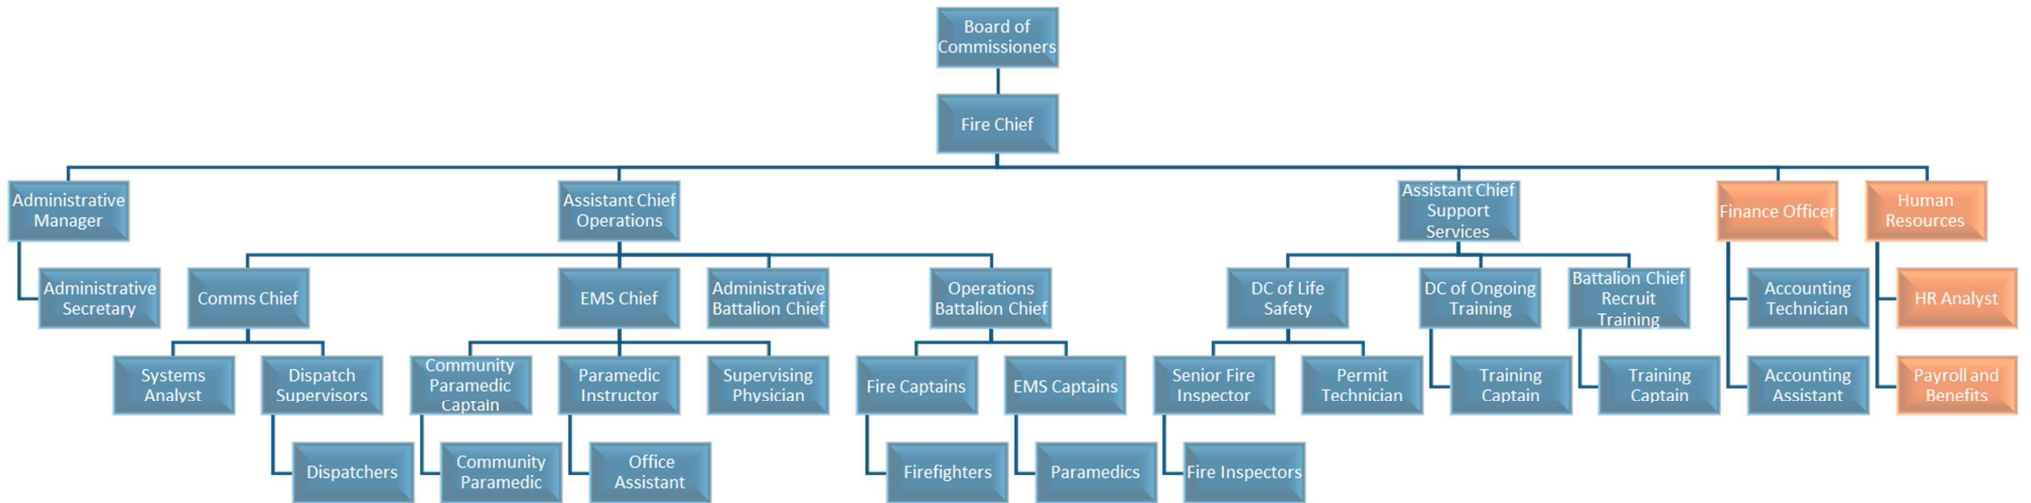 Board of
Commissioners
Fire Chief
Administrative
Manager
Assistant Chief
Operations
Assistant Chief
Support
Services
Finance Officer
Human
Resources
Administrative
Secretary
Comms Chief
EMS Chief
Administrative
Battalion Chief
Operations
Battalion Chief
DC of Life
Safety
DC of Ongoing
Training
Battalion Chief
Recruit
Training
Accounting
Technician
HR Analyst
Systems
Analyst
Dispatch
Supervisors
Community
Paramedic
Captain
Paramedic
Instructor
Supervising
Physician
Fire Captains
EMS Captains
Senior Fire
Inspector
Permit
Technician
Training
Captain
Training
Captain
Accounting
Assistant
Payroll and
Benefits
Dispatchers
Community
Paramedic
Office
Assistant
Firefighters
Paramedics
Fire Inspectors